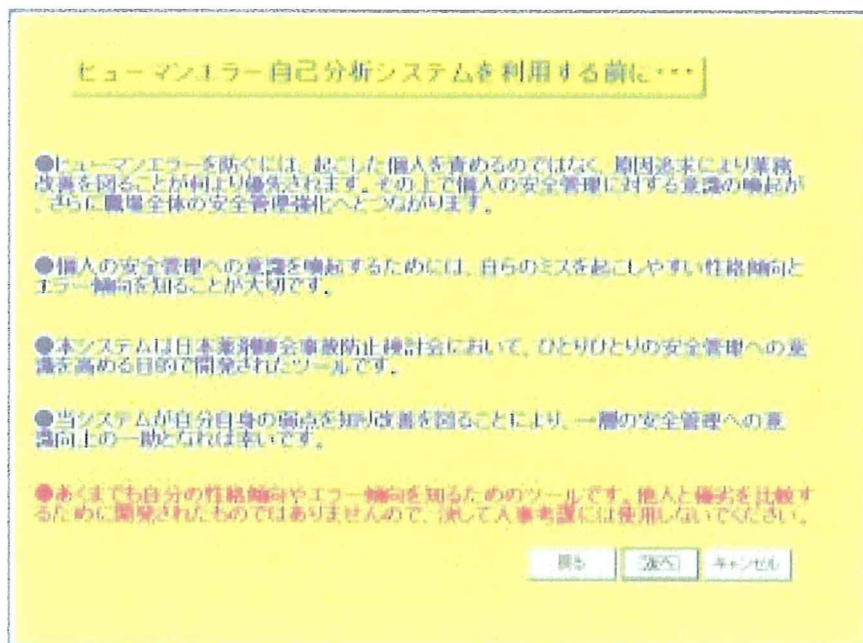 ヒューマンエラー自己分析システムを利用する前に・・・
●ヒューマンエラーを防ぐには、起こした個人を責めるのではなく、原因追求により業務
改善を図ることが何より優先されます。その上で個人の安全管理に対する意識の喚起が
、さらに職場全体の安全管理強化へとつながります。
●個人の安全管理への意識を喚起するためには、自らのミスを起こしやすい性格傾向と
エラー傾向を知ることが大切です。
●本システムは日本薬剤師会事故防止検討会において、ひとりひとりの安全管理への意
識を高める目的で開発されたツールです。
●当システムが自分自身の弱点を知り改善を図ることにより、一層の安全管理への意
識向上の一助となれば幸いです。
●あくまでも自分の性格傾向やエラー傾向を知るためのツールです。他人と優劣を比較す
るために開発されたものではありませんので、決して人事考課には使用しないでください。
戻る 次へ キャンセル